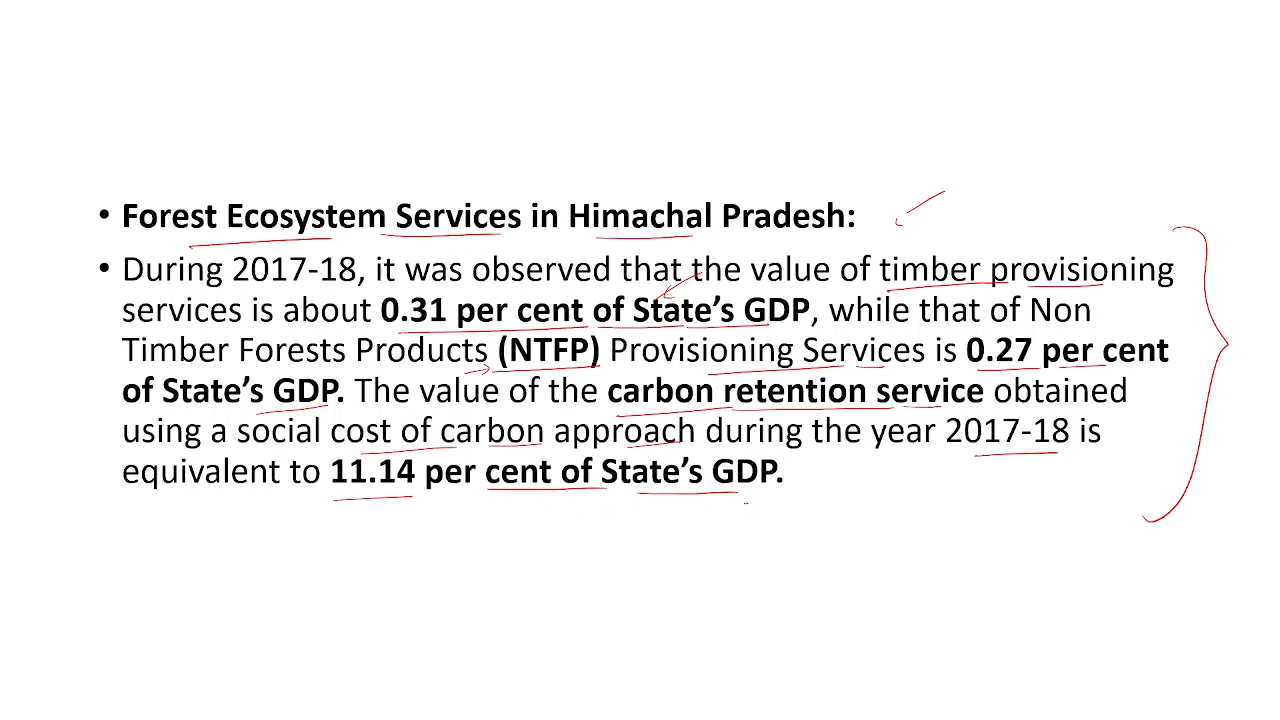 • Forest Ecosystem Services in Himachal Pradesh:
• During 2017-18, it was observed that the value of timber provisioning
services is about 0.31 per cent of State’s GDP, while that of Non
Timber Forests Products (NTFP) Provisioning Services is 0.27 per cent
of State’s GDP. The value of the carbon retention service obtained
using a social cost of carbon approach during the year 2017-18 is
equivalent to 11.14 per cent of State’s GDP.